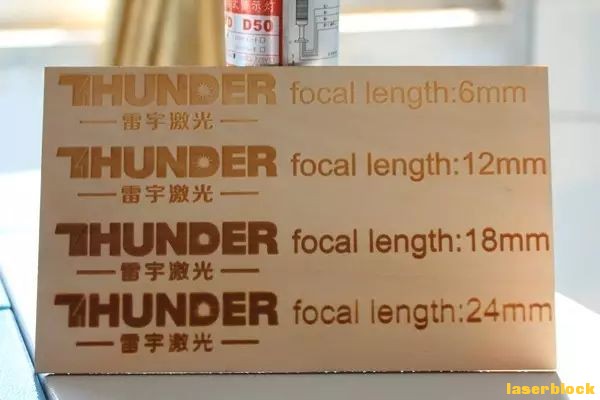 D50
THUNDER focal length:6mm
雷宇激光
THUNDER focal length:12mm
雷宇激光
THUNDER focal length:18mm
雷宇激光
THUNDER focal length:24mm
雷宇激光
laserblock